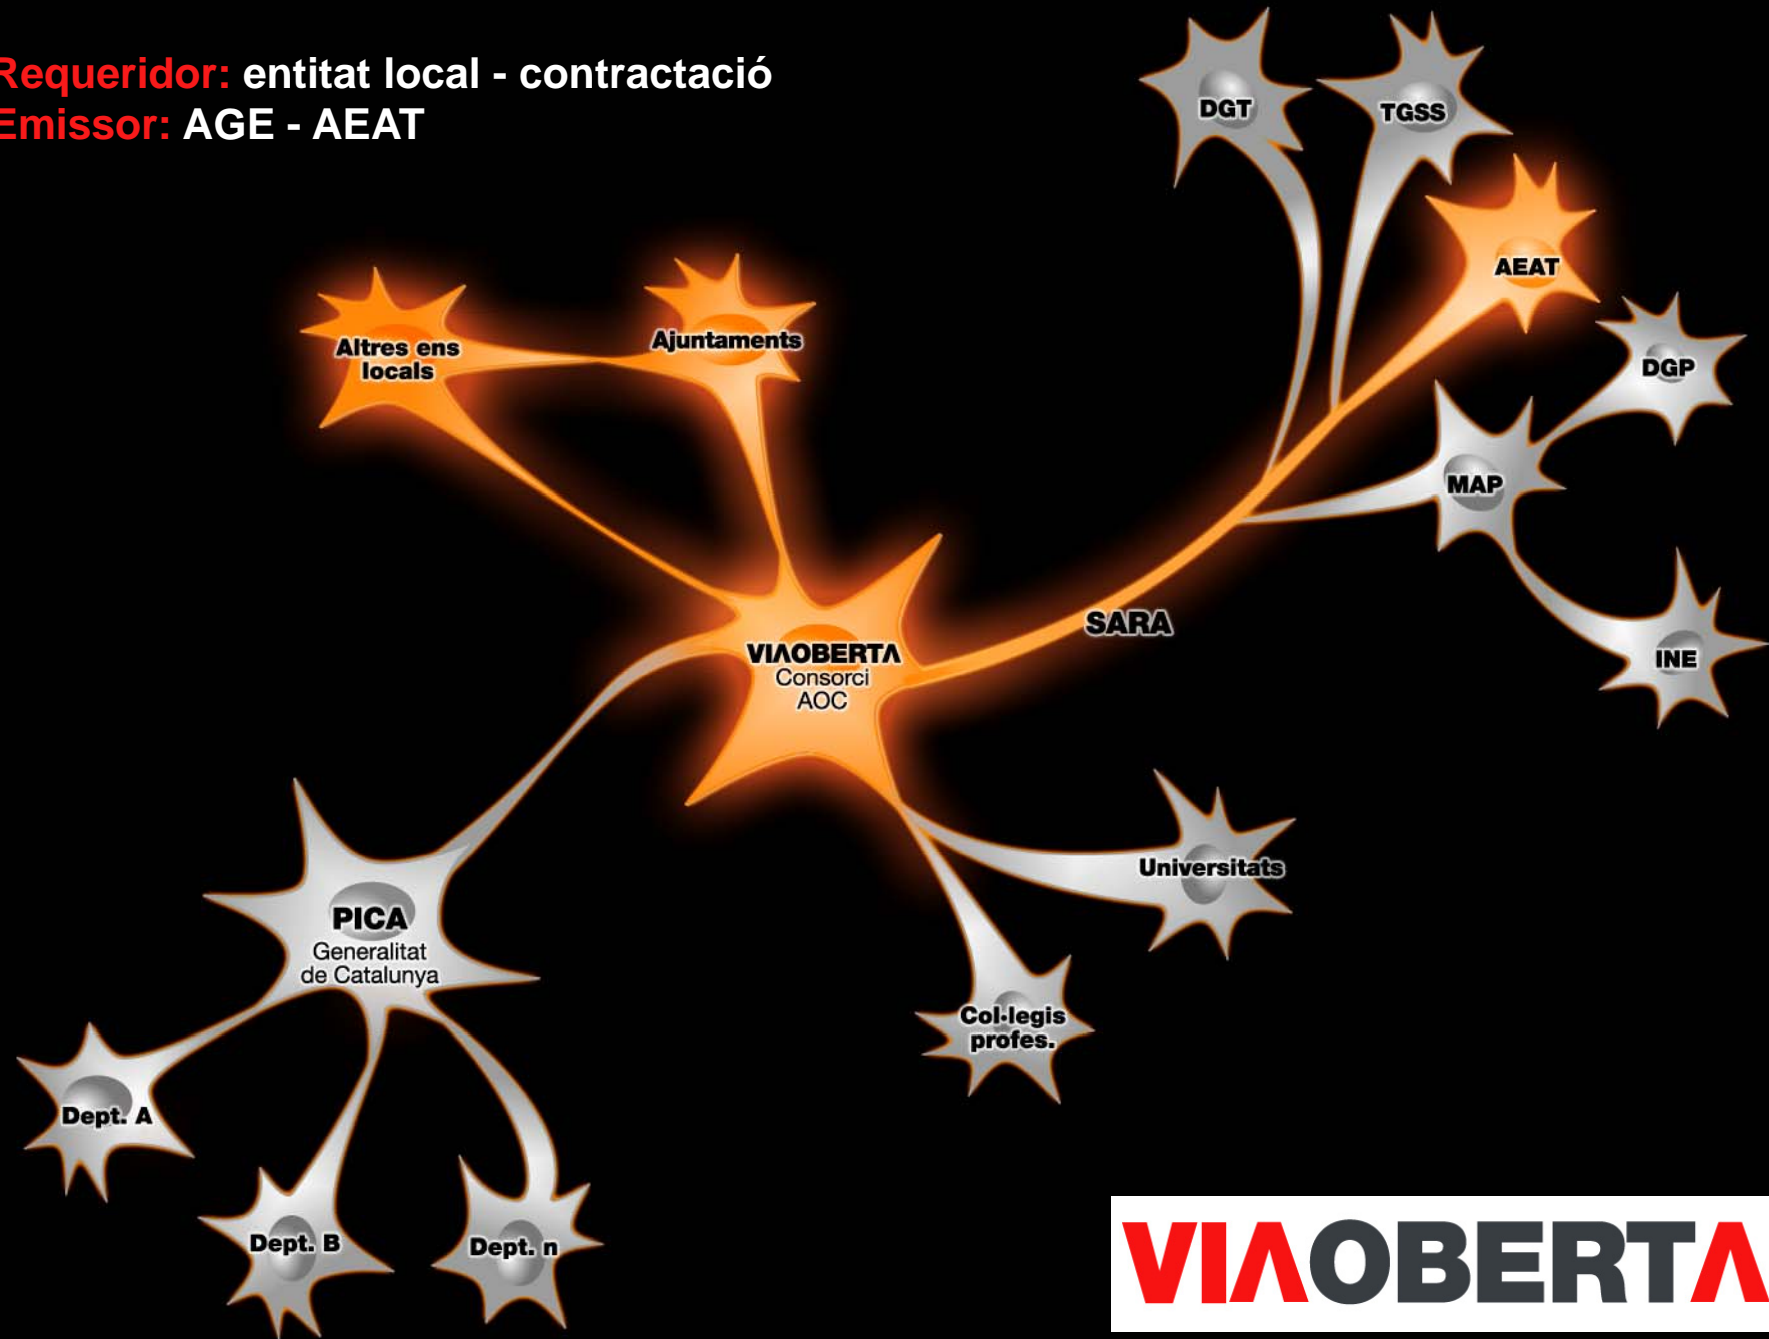 Requeridor: entitat local - contractació
Emissor: AGE - AEAT
DGT
TGSS
AEAT
DGP
MAP
INE
Altres ens
locals
Ajuntaments
SARA
VIΛOBERTΛ
Consorci
AOC
Universitats
Col·legis
profes.
PICA
Generalitat
de Catalunya
Dept. A
Dept. B
Dept. n
VIΛOBERTΛ